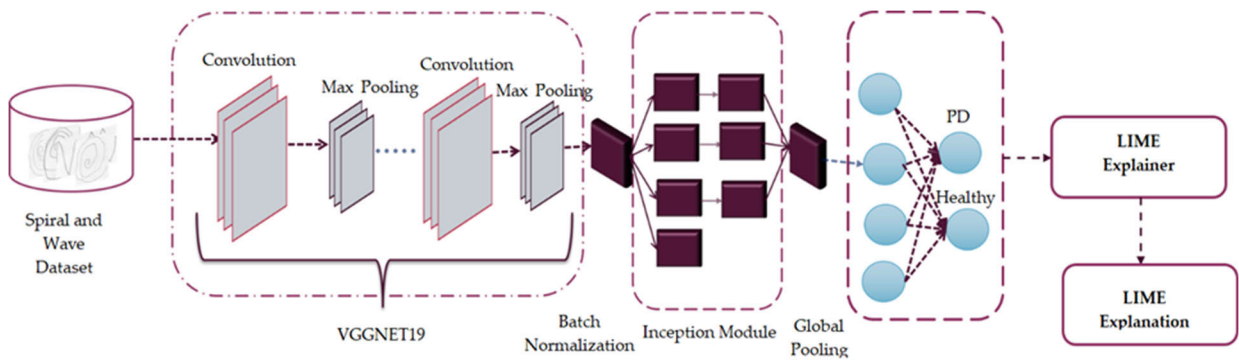 Spiral and
Wave
Dataset
Convolution
Max Pooling
Convolution
Max Pooling
VGGNET19
Batch
Normalization
Inception Module
Global
Pooling
PD
Healthy
LIME
Explainer
LIME
Explanation